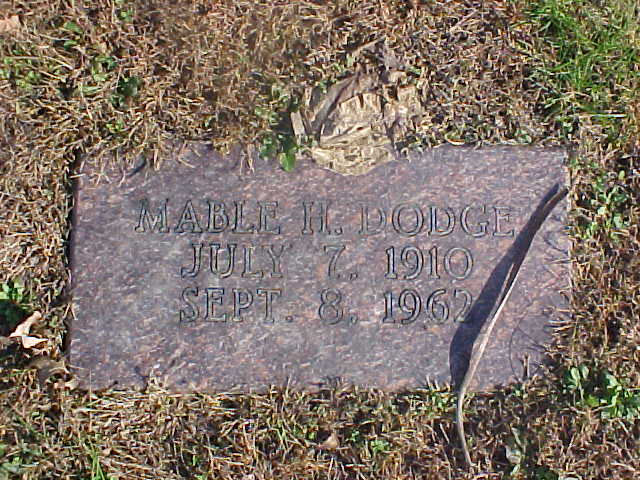 MABLE H. DODGE
JULY 7, 1910
SEPT. 8, 1962